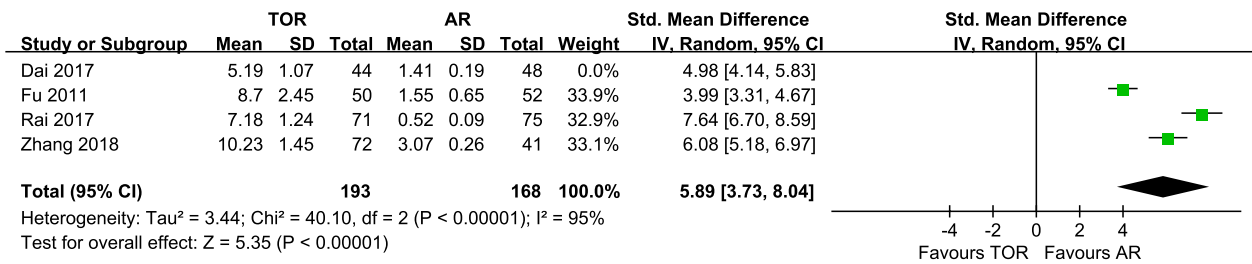 TOR AR Std. Mean Difference Std. Mean Difference
Study or Subgroup Mean SD Total Mean SD Total Weight IV, Random, 95% CI IV, Random, 95% CI
Dai 2017 5.19 1.07 44 1.41 0.19 48 0.0% 4.98 [4.14, 5.83]
Fu 2011 8.7 2.45 50 1.55 0.65 52 33.9% 3.99 [3.31, 4.67]
Rai 2017 7.18 1.24 71 0.52 0.09 75 32.9% 7.64 [6.70, 8.59]
Zhang 2018 10.23 1.45 72 3.07 0.26 41 33.1% 6.08 [5.18, 6.97]
Total (95% CI) 193 168 100.0% 5.89 [3.73, 8.04]
Heterogeneity: Tau² = 3.44; Chi² = 40.10, df = 2 (P < 0.00001); I² = 95%
Test for overall effect: Z = 5.35 (P < 0.00001)
-4 -2 0 2 4
Favours TOR Favours AR